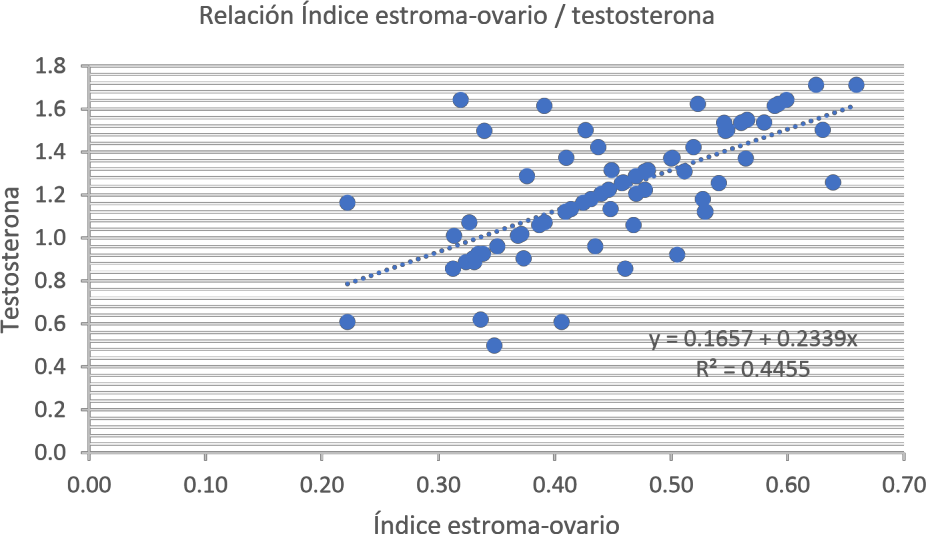 Relación Índice estroma-ovario / testosterona
Testosterona
1.8
1.6
1.4
1.2
1.0
0.8
0.6
0.4
0.2
0.0
y = 0.1657 + 0.2339x
R² = 0.4455
0.00 0.10 0.20 0.30 0.40 0.50 0.60 0.70
Índice estroma-ovario